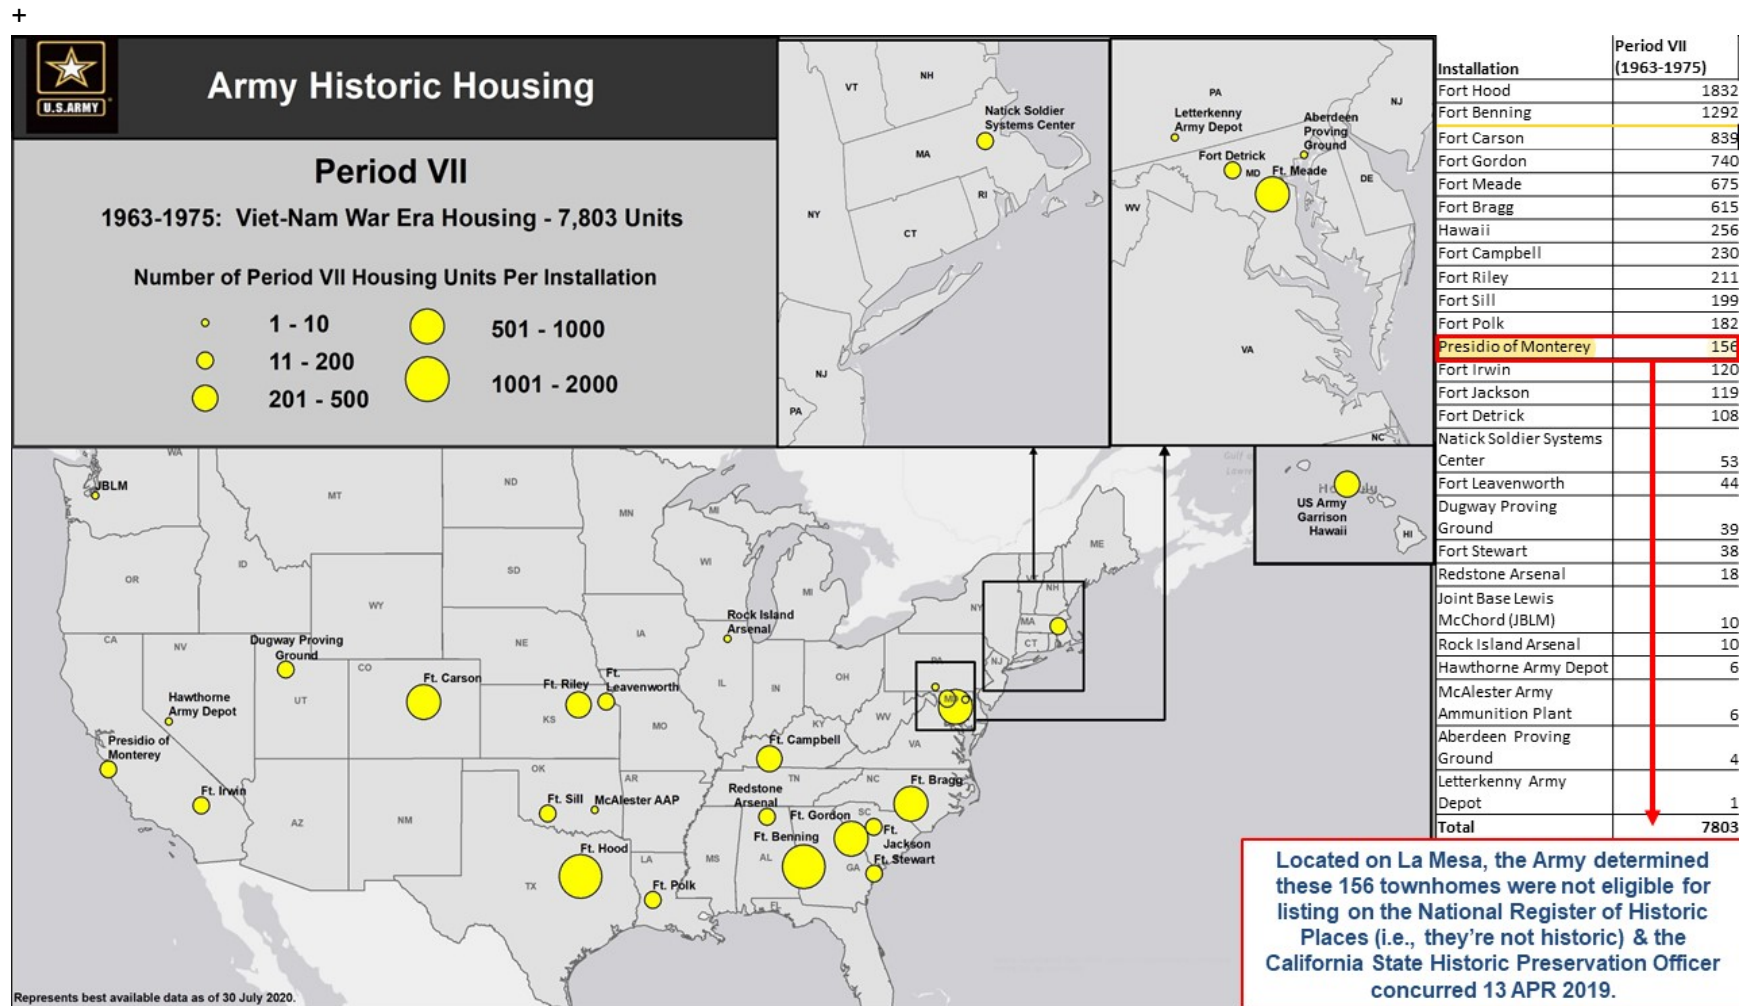 +
U.S.ARMY
Army Historic Housing
Period VII
1963-1975: Viet-Nam War Era Housing - 7,803 Units
Number of Period VII Housing Units Per Installation
1 - 10
11 - 200
201 - 500
501 - 1000
1001 - 2000
VT
NH
Natick Soldier
Systems Center
MA
NY
RI
CT
NJ
PA
PA
NJ
Letterkenny
Army Depot
Aberdeen
Proving
Ground
Fort Detrick
MD
Ft. Meade
DE
WV
VA
NC
WA
JBLM
MT
ND
MN
MI
OR
ID
SD
WI
MI
ME
WY
VT
NH
NY
MA
CT
Rock Island
Arsenal
IA
NE
CA
NV
Dugway Proving
Ground
UT
CO
Ft. Carson
Ft. Riley
Ft.
Leavenworth
KS
MO
IL
IN
OH
PA
NJ
MD
WV
KY
VA
Hawthorne
Army Depot
Presidio of
Monterey
Ft. Irwin
Ft. Campbell
OK
AR
TN
NC
Ft. Bragg
Ft. Sill
McAlester AAP
Redstone
Arsenal
Ft. Gordon
SC
Ft.
Jackson
AZ
NM
Ft. Benning
Ft. Stewart
Ft. Hood
TX
LA
MS
AL
GA
Ft. Polk
FL
Gulf of
Honolulu
US Army
Garrison
Hawaii
HI
Represents best available data as of 30 July 2020.
Installation Period VII (1963-1975)
Fort Hood 1832
Fort Benning 1292
Fort Carson 839
Fort Gordon 740
Fort Meade 675
Fort Bragg 615
Hawaii 256
Fort Campbell 230
Fort Riley 211
Fort Sill 199
Fort Polk 182
Presidio of Monterey 156
Fort Irwin 120
Fort Jackson 119
Fort Detrick 108
Natick Soldier Systems
Center 53
Fort Leavenworth 44
Dugway Proving
Ground 39
Fort Stewart 38
Redstone Arsenal 18
Joint Base Lewis
McChord (JBLM) 10
Rock Island Arsenal 10
Hawthorne Army Depot 6
McAlester Army
Ammunition Plant 6
Aberdeen Proving
Ground 4
Letterkenny Army
Depot 1
Total 7803
Located on La Mesa, the Army determined
these 156 townhomes were not eligible for
listing on the National Register of Historic
Places (i.e., they're not historic) & the
California State Historic Preservation Officer
concurred 13 APR 2019.